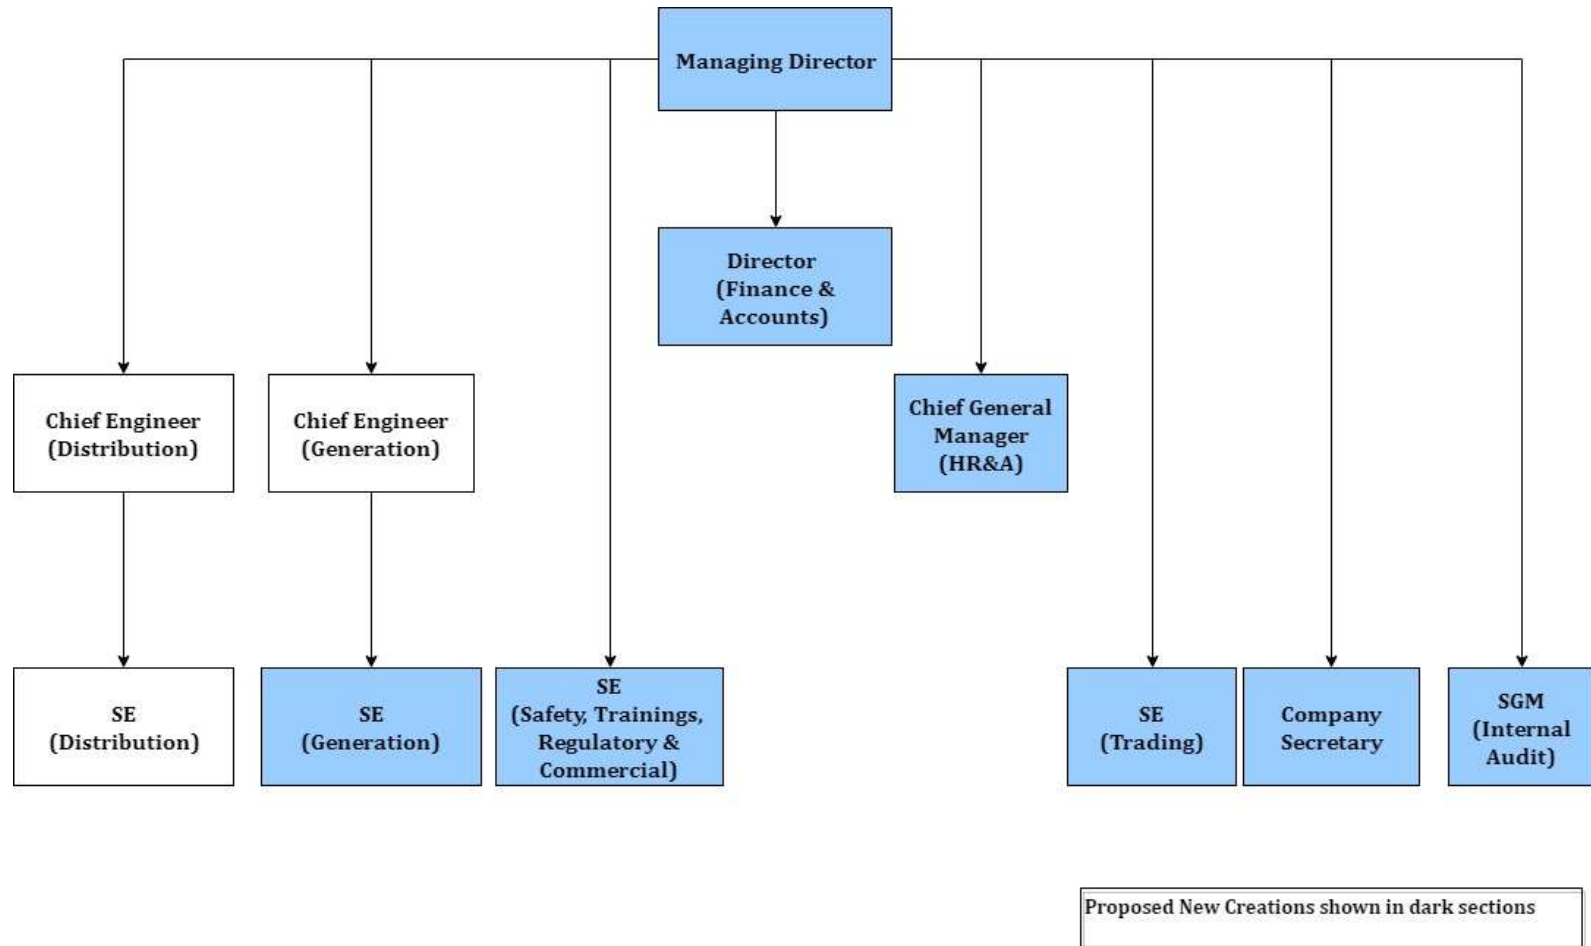 Managing Director
Director
(Finance &
Accounts)
Chief Engineer
(Distribution)
Chief Engineer
(Generation)
Chief General
Manager
(HR&A)
SE
(Distribution)
SE
(Generation)
SE
(Safety, Trainings,
Regulatory &
Commercial)
SE
(Trading)
Company
Secretary
SGM
(Internal
Audit)
Proposed New Creations shown in dark sections